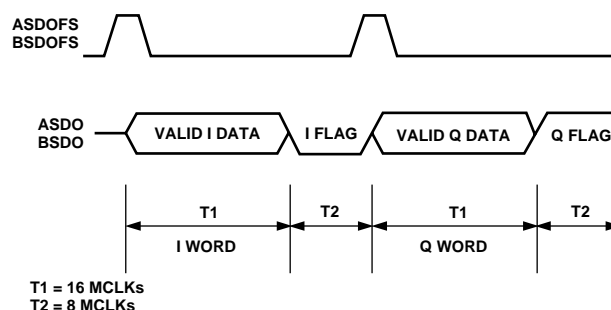 ASDOFS
BSDOFS
ASDO
BSDO
VALID I DATA
I FLAG
VALID Q DATA
Q FLAG
T1
T2
T1
T2
I WORD
Q WORD
T1 = 16 MCLKs
T2 = 8 MCLKs